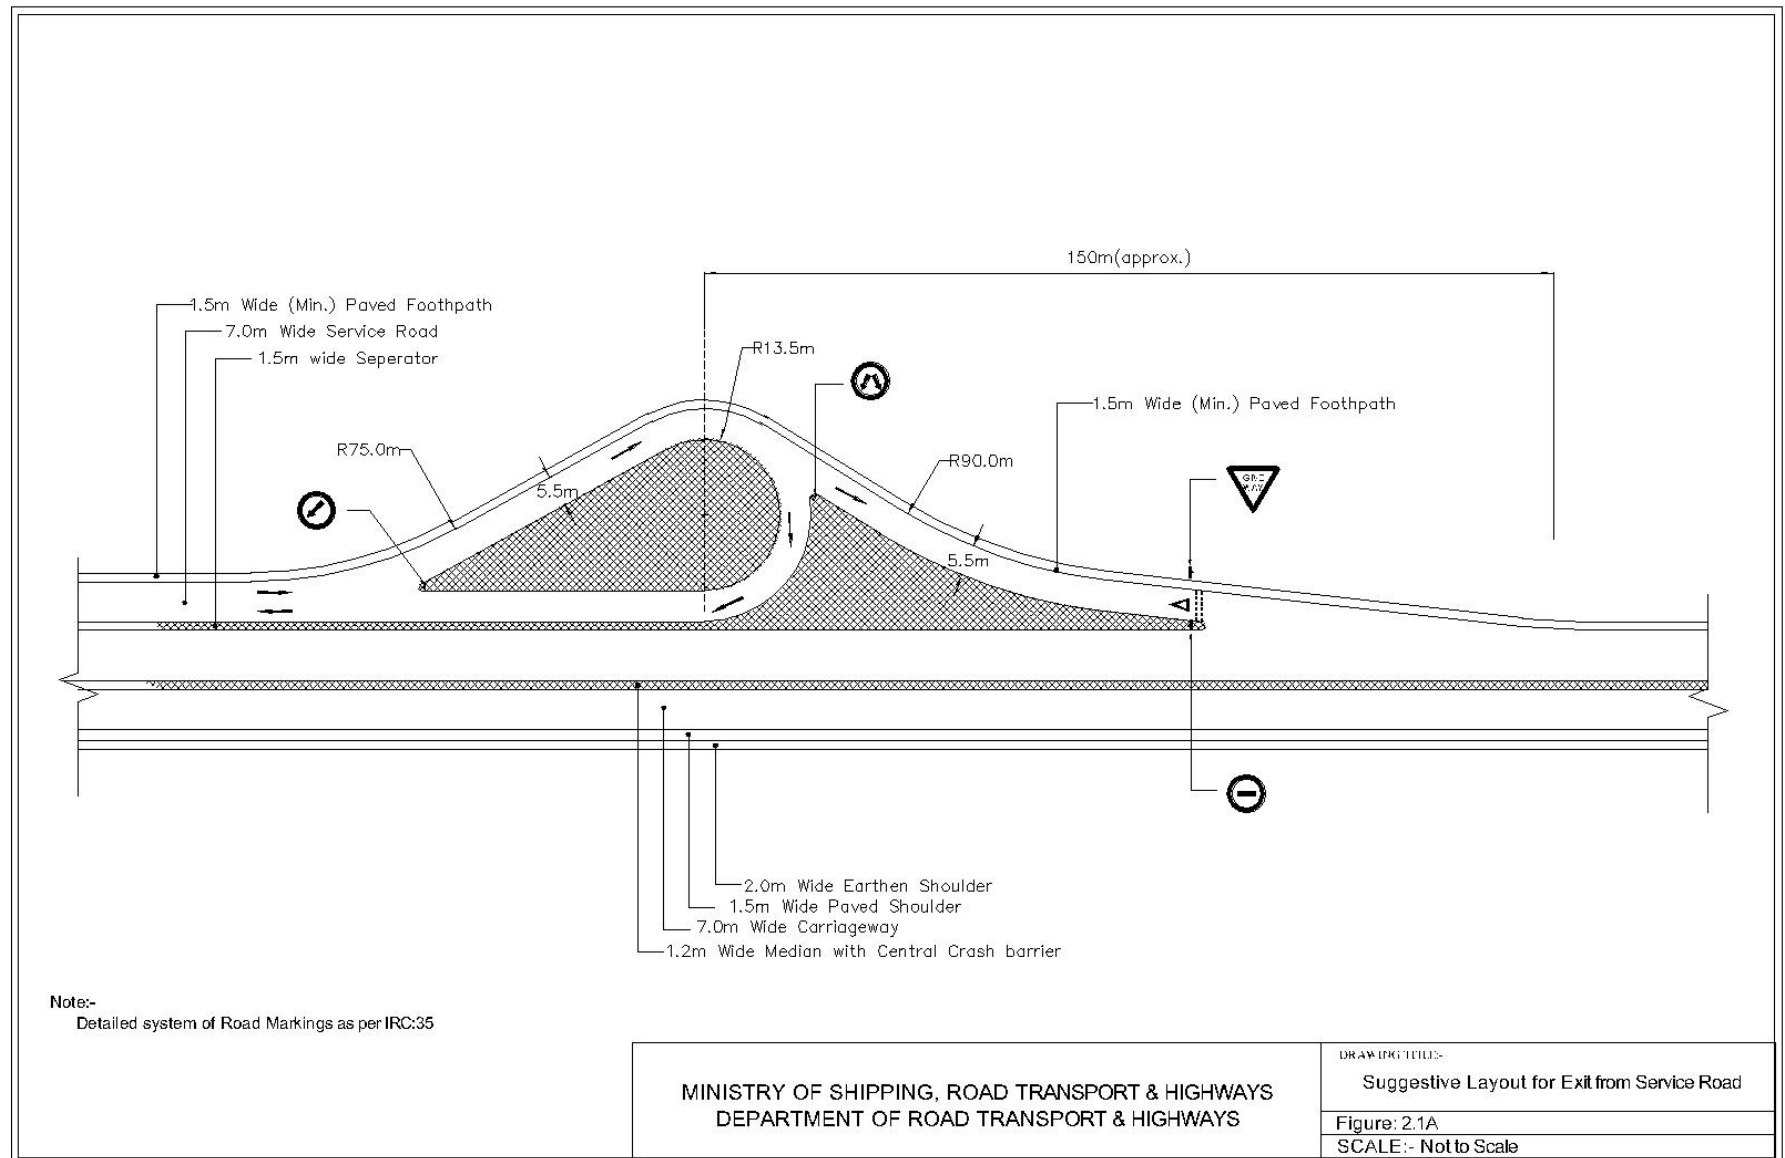 150m(approx.)
1.5m Wide (Min.) Paved Foothpath
7.0m Wide Service Road
1.5m wide Seperator
R13.5m
1.5m Wide (Min.) Paved Foothpath
R75.0m
R90.0m
5.5m
GIVE
WAY
5.5m
2.0m Wide Earthen Shoulder
1.5m Wide Paved Shoulder
7.0m Wide Carriageway
1.2m Wide Median with Central Crash barrier
Note:-
Detailed system of Road Markings as per IRC:35
MINISTRY OF SHIPPING, ROAD TRANSPORT & HIGHWAYS
DEPARTMENT OF ROAD TRANSPORT & HIGHWAYS
DRAWING TITLE:-
Suggestive Layout for Exit from Service Road
Figure: 2.1A
SCALE:- Not to Scale